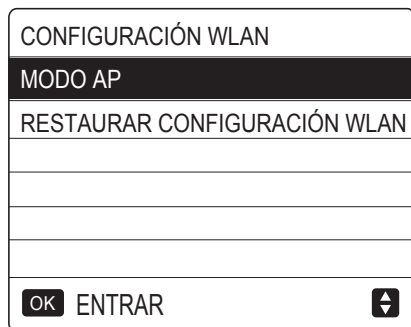 CONFIGURACIÓN WLAN
MODO AP
RESTAURAR CONFIGURACIÓN WLAN
OK ENTRAR